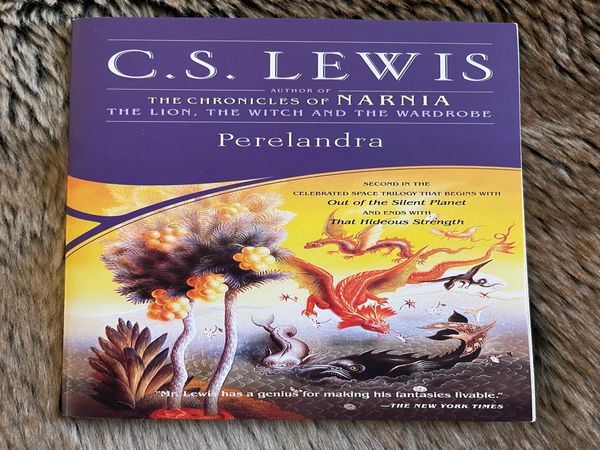 C.S. LEWIS
AUTHOR OF
THE CHRONICLES OF NARNIA
THE LION, THE WITCH AND THE WARDROBE
Perelandra
SECOND IN THE
CELEBRATED SPACE TRILOGY THAT BEGINS WITH
Out of the Silent Planet
AND ENDS WITH
That Hideous Strength
"Mr. Lewis has a genius for making his fantasies livable."
—THE NEW YORK TIMES